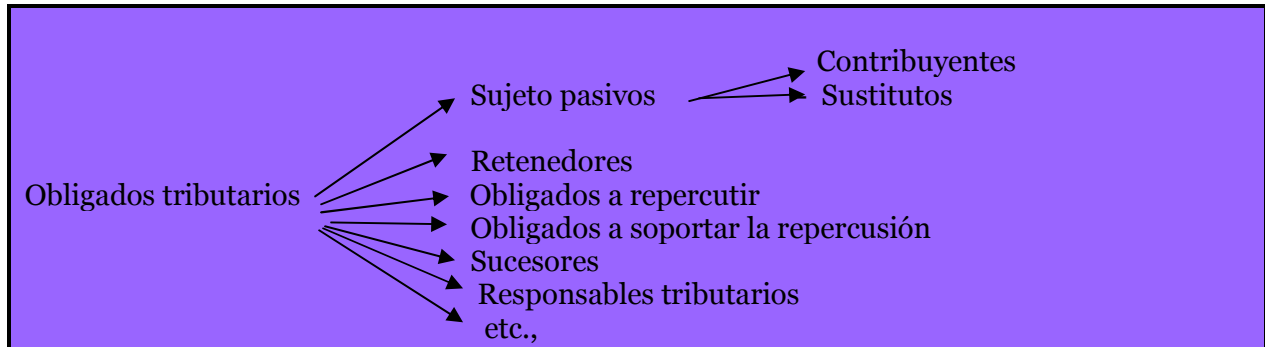 Contribuyentes
Sujeto pasivos
Sustitutos
Retenedores
Obligados tributarios
Obligados a repercutir
Obligados a soportar la repercusión
Sucesores
Responsables tributarios
etc.,